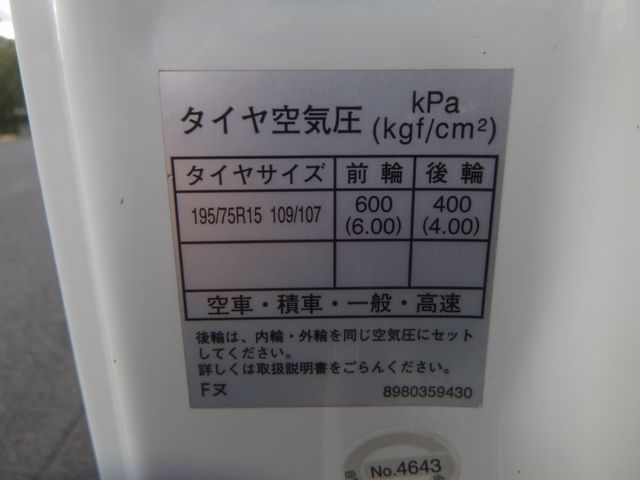 タイヤ空気圧 kPa (kgf/cm²)
タイヤサイズ 前輪 後輪
195/75R15 109/107 600 (6.00) 400 (4.00)
空車・積車・一般・高速
後輪は、内輪・外輪を同じ空気圧にセット
してください。
詳しくは取扱説明書をごらんください。
Fヌ 8980359430
No.4643